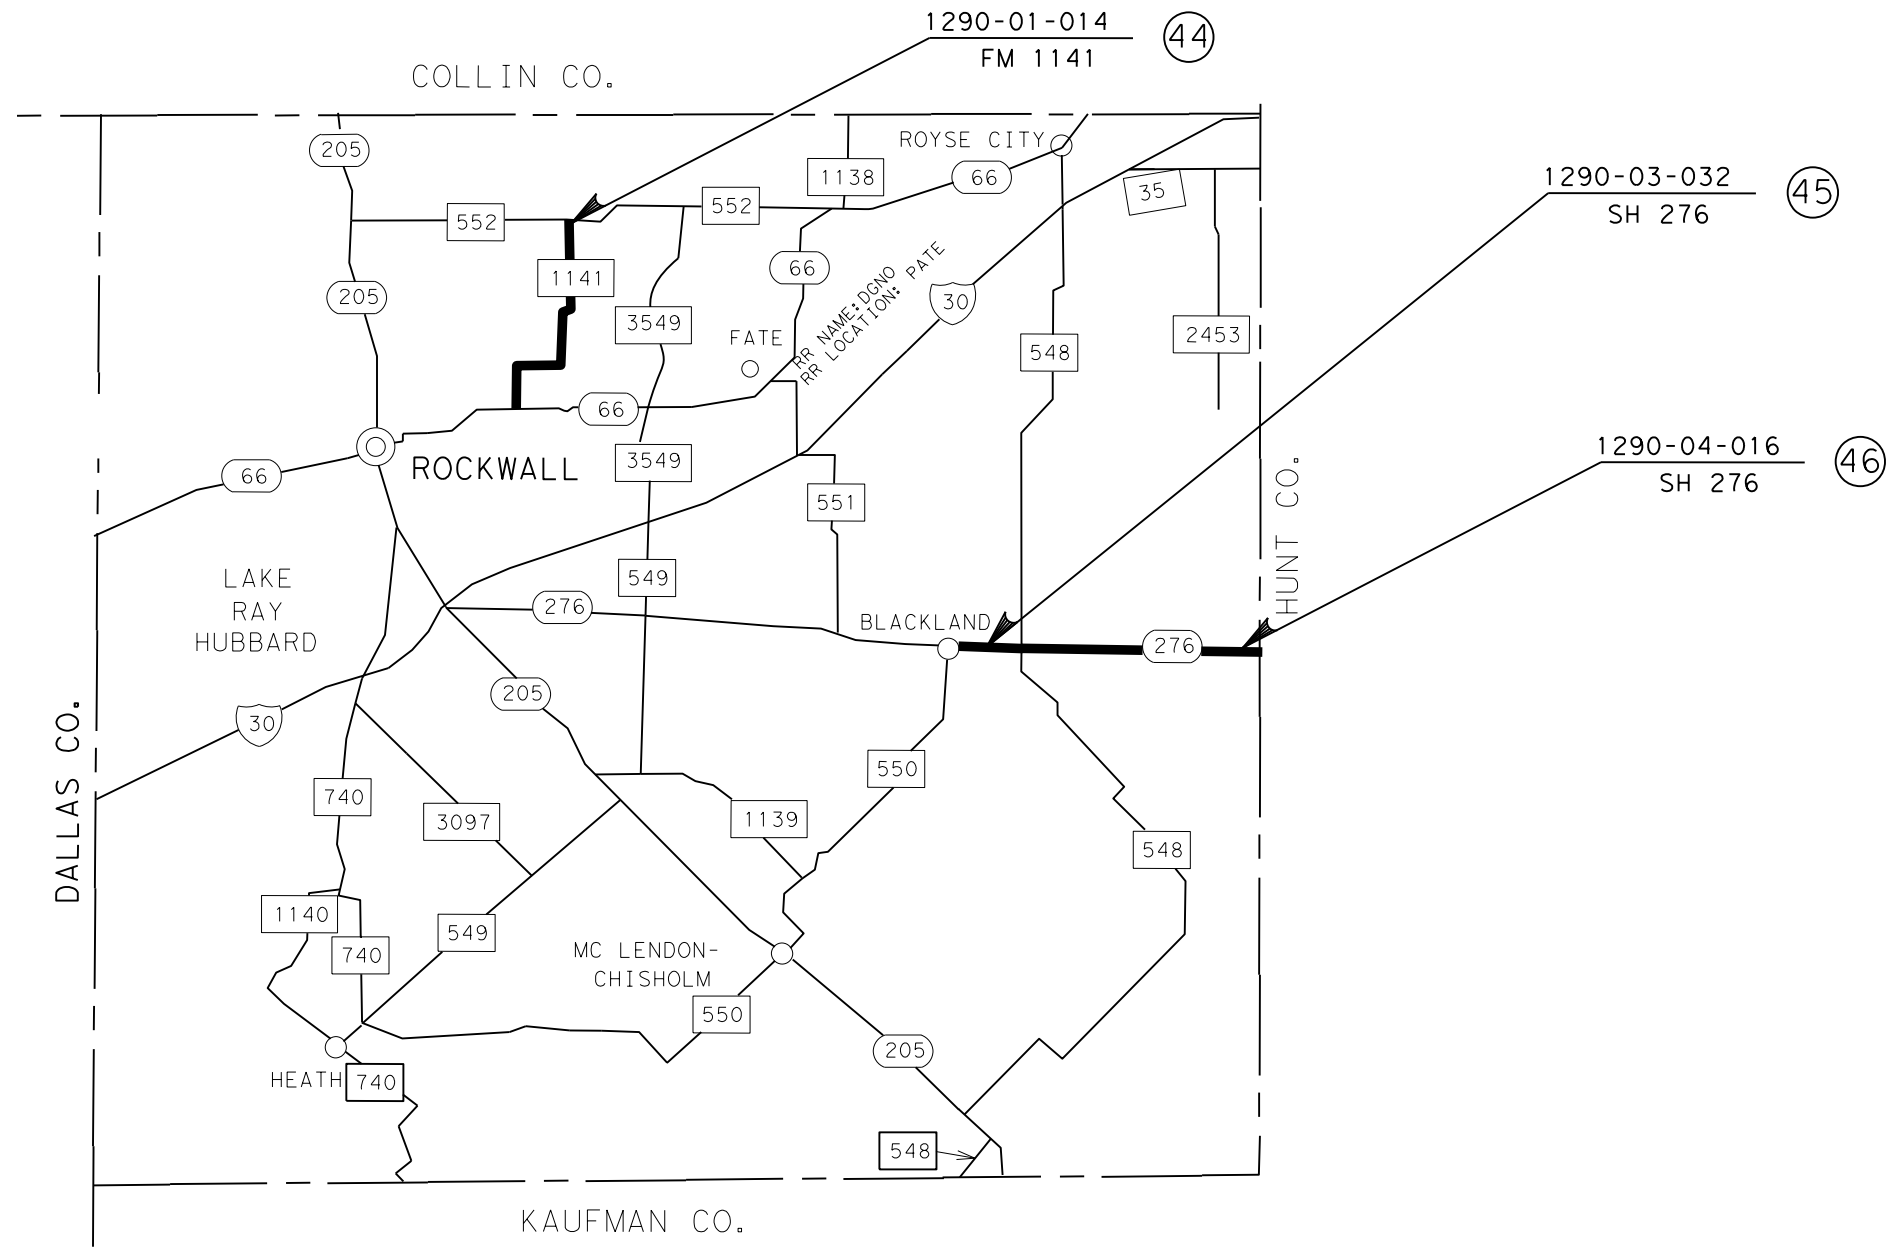 1290-01-014
FM 1141
44
COLLIN CO.
205
1138
ROYSE CITY
66
35
1290-03-032
SH 276
45
552
552
1141
205
66
RR NAME: DGNO
RR LOCATION: PATE
30
3549
FATE
548
2453
66
1290-04-016
SH 276
46
66
ROCKWALL
3549
551
HUNT CO.
549
LAKE
RAY
HUBBARD
276
BLACKLAND
276
205
30
DALLAS CO.
740
3097
1139
550
548
1140
740
549
MC LENDON-
CHISHOLM
550
205
HEATH
740
548
KAUFMAN CO.